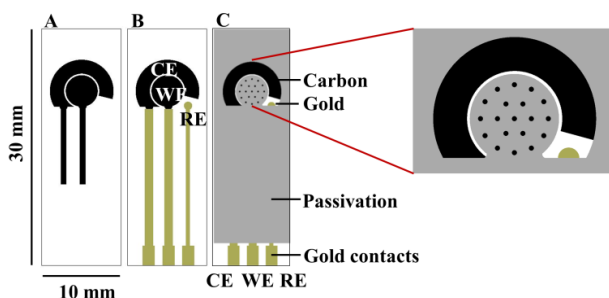 A B C
CE
WE
RE
Carbon
Gold
30 mm
Passivation
Gold contacts
CE WE RE
10 mm